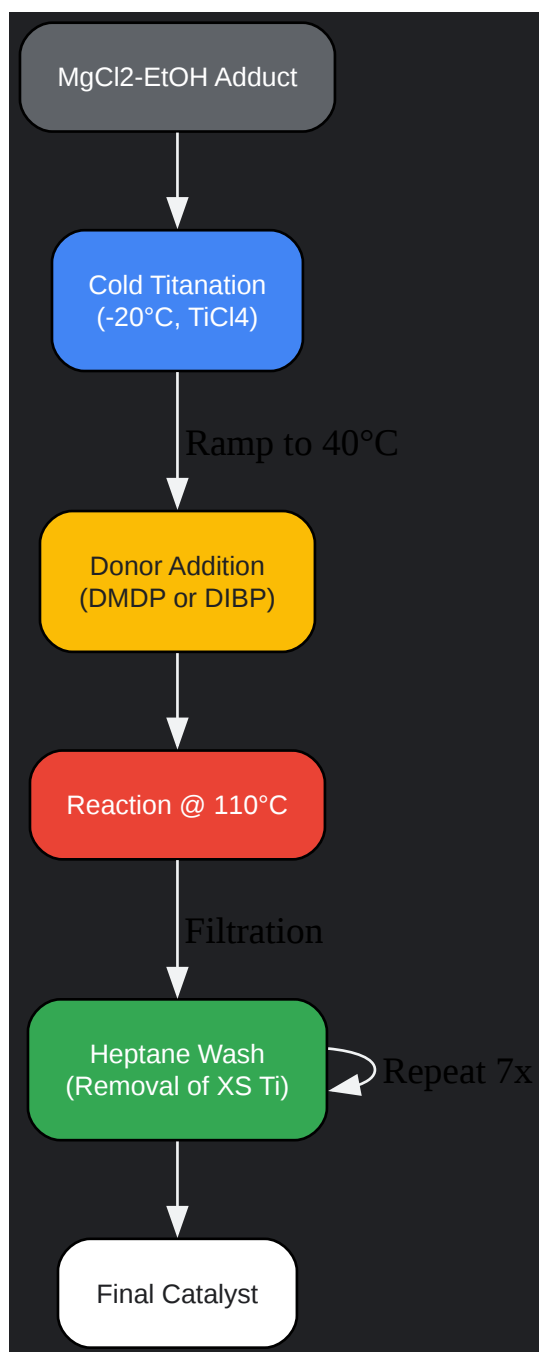 MgCl2-EtOH Adduct
Cold Titanation
(-20°C, TiCl4)
Ramp to 40°C
Donor Addition
(DMDP or DIBP)
Reaction @ 110°C
Filtration
Heptane Wash
(Removal of XS Ti)
Repeat 7x
Final Catalyst